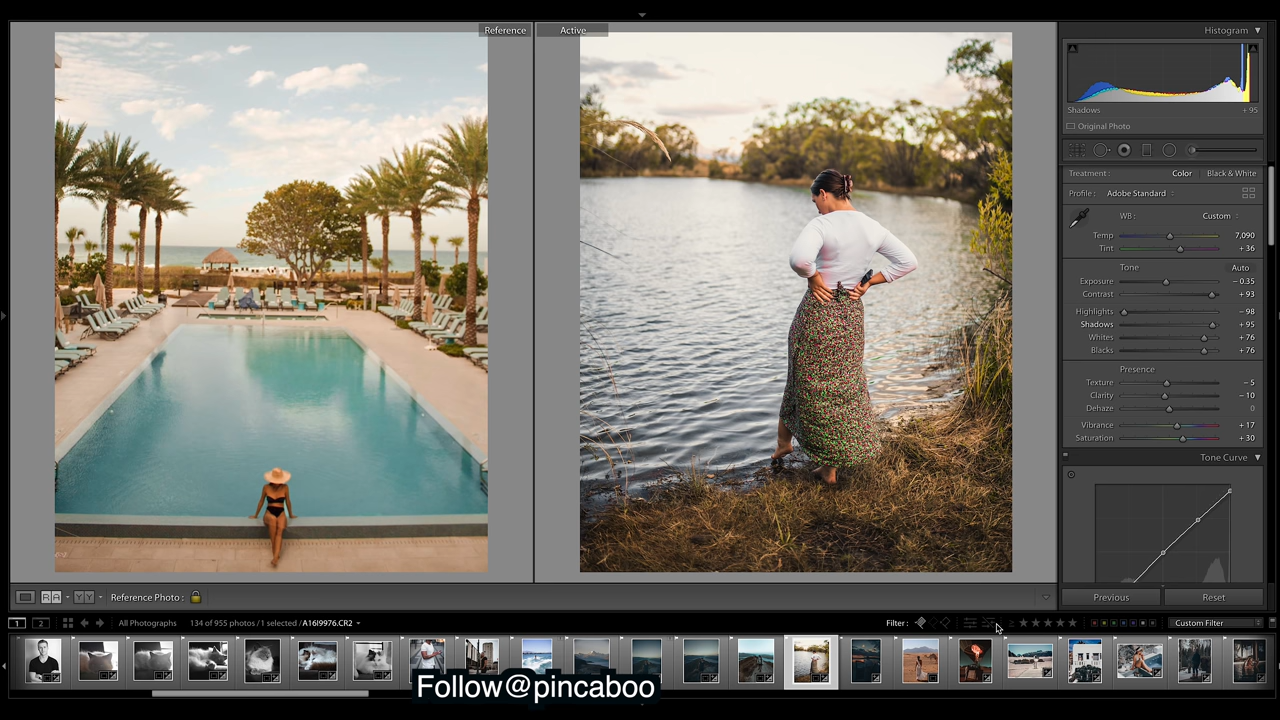 Reference
Active
Histogram
Shadows
+ 95
Original Photo
Treatment :
Color
Black & White
Profile :
Adobe Standard
WB :
Custom
Temp
7,090
Tint
+ 36
Tone
Auto
Exposure
− 0.35
Contrast
+ 93
Highlights
− 98
Shadows
+ 95
Whites
+ 76
Blacks
+ 76
Presence
Texture
− 5
Clarity
− 10
Dehaze
0
Vibrance
+ 17
Saturation
+ 30
Tone Curve
R A
Y Y
Reference Photo :
Previous
Reset
1
2
All Photographs
134 of 955 photos / 1 selected / A16I9976.CR2
Filter :
Custom Filter
Follow@pincaboo